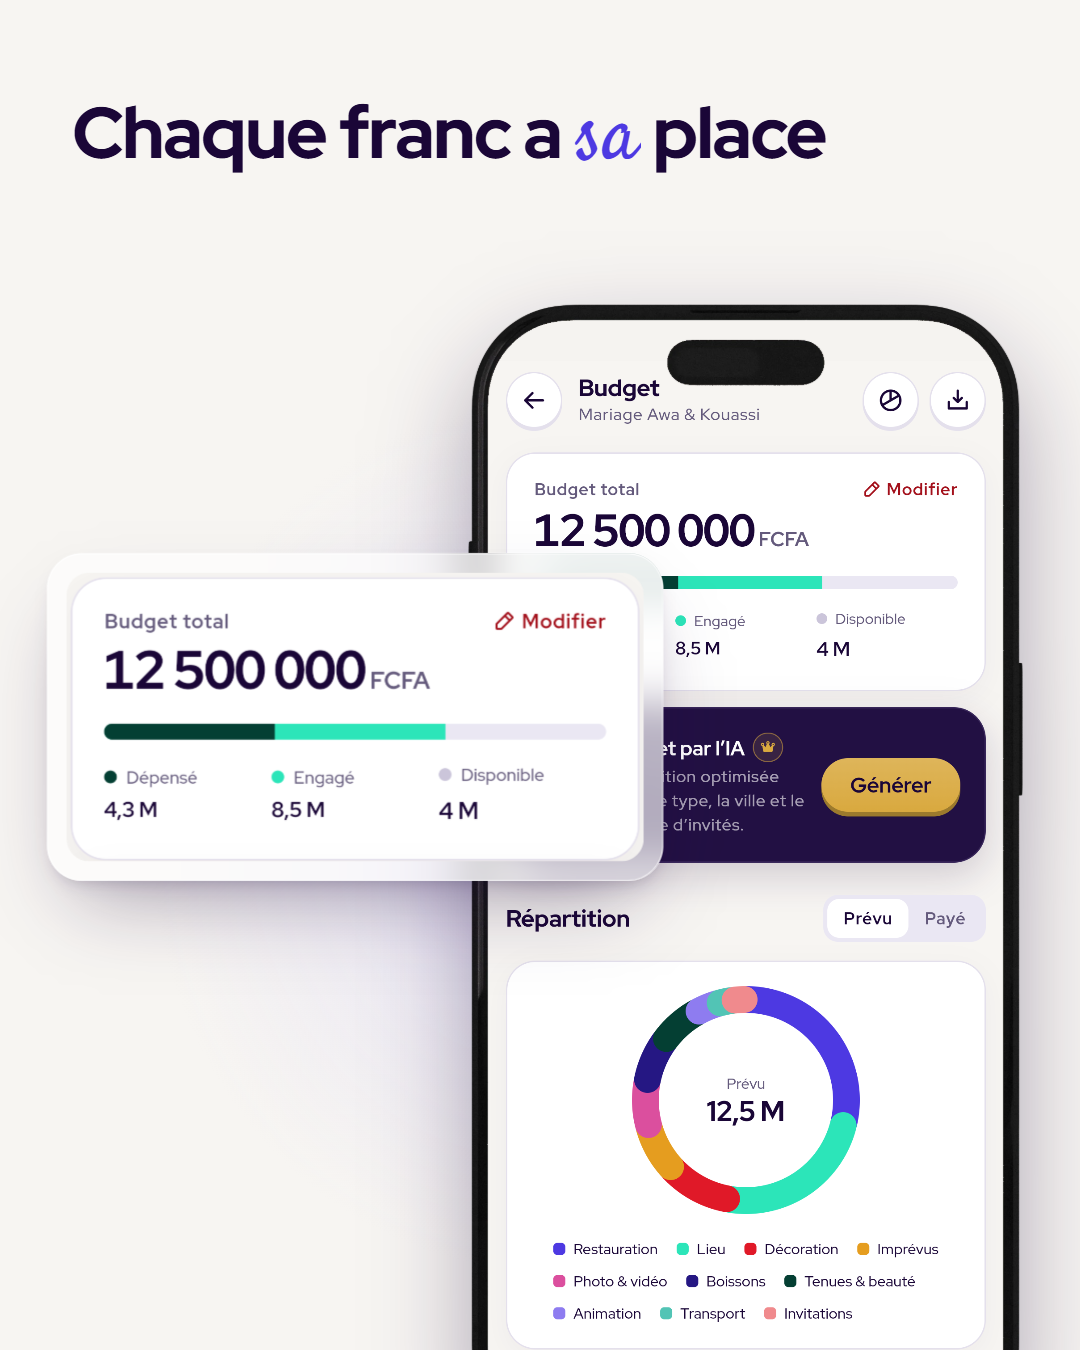 Chaque franc a sa place
Budget
Mariage Awa & Kouassi
Budget total
Modifier
12 500 000 FCFA
Engagé
Disponible
8,5 M
4 M
Budget total
Modifier
12 500 000 FCFA
Dépensé
Engagé
Disponible
4,3 M
8,5 M
4 M
par l'IA
optimisée
type, la ville et le
d'invités.
Générer
Répartition
Prévu
Payé
Prévu
12,5 M
Restauration
Lieu
Décoration
Imprévus
Photo & vidéo
Boissons
Tenues & beauté
Animation
Transport
Invitations